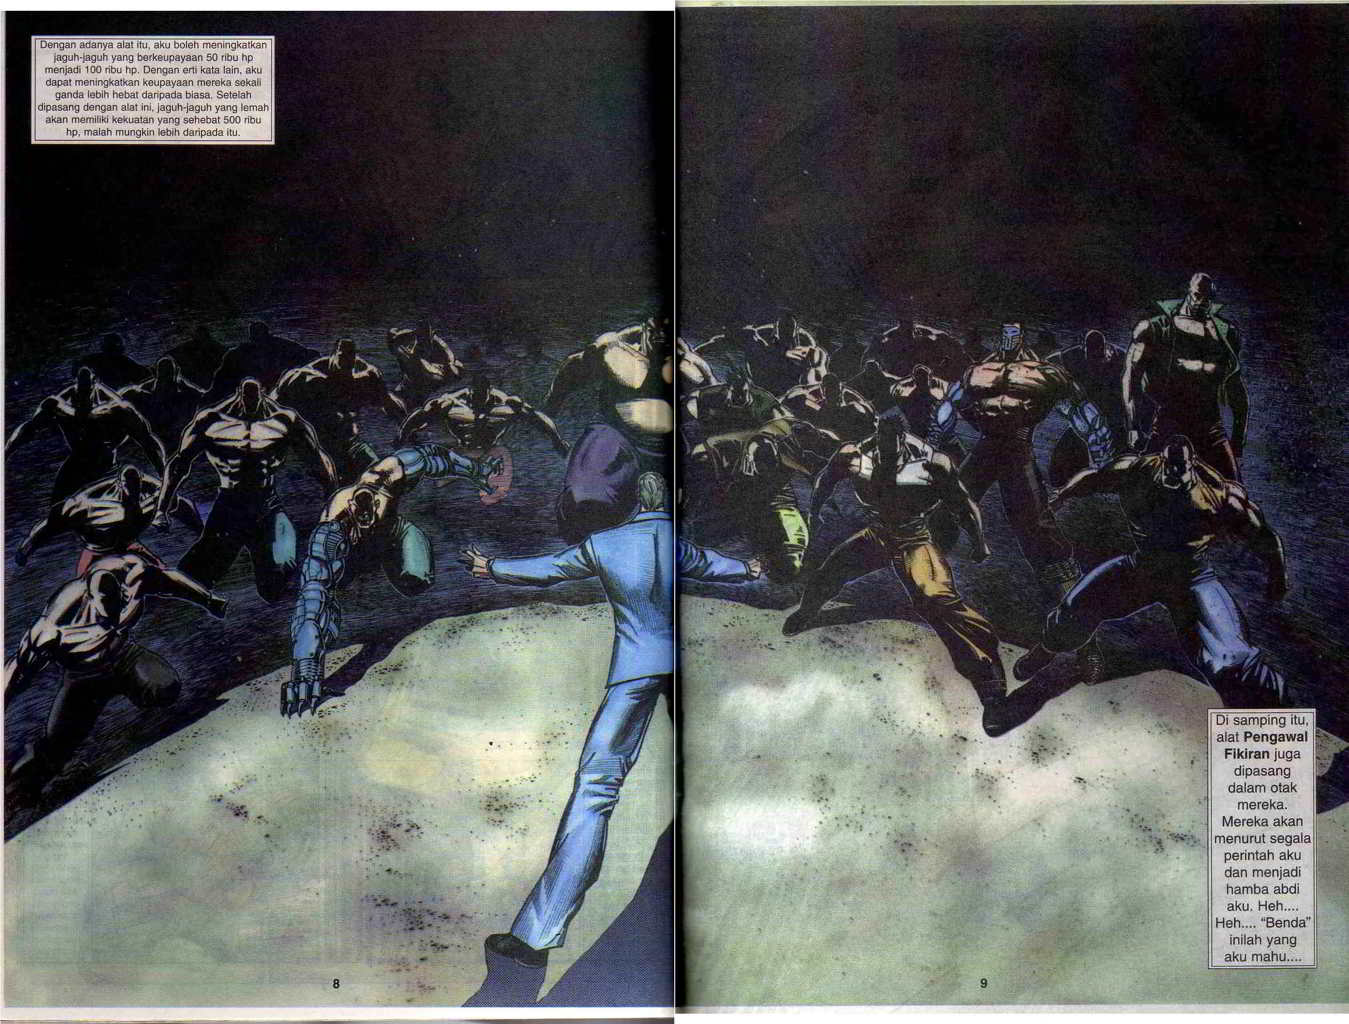 Dengan adanya alat itu, aku boleh meningkatkan
jaguh-jaguh yang berkeupayaan 50 ribu hp
menjadi 100 ribu hp. Dengan erti kata lain, aku
dapat meningkatkan keupayaan mereka sekali
ganda lebih hebat daripada biasa. Setelah
dipasang dengan alat ini, jaguh-jaguh yang lemah
akan memiliki kekuatan yang sehebat 500 ribu
hp, malah mungkin lebih daripada itu.
Di samping itu,
alat Pengawal
Fikiran juga
dipasang
dalam otak
mereka.
Mereka akan
menurut segala
perintah aku
dan menjadi
hamba abdi
aku. Heh....
Heh.... “Benda”
inilah yang
aku mahu....
8
9